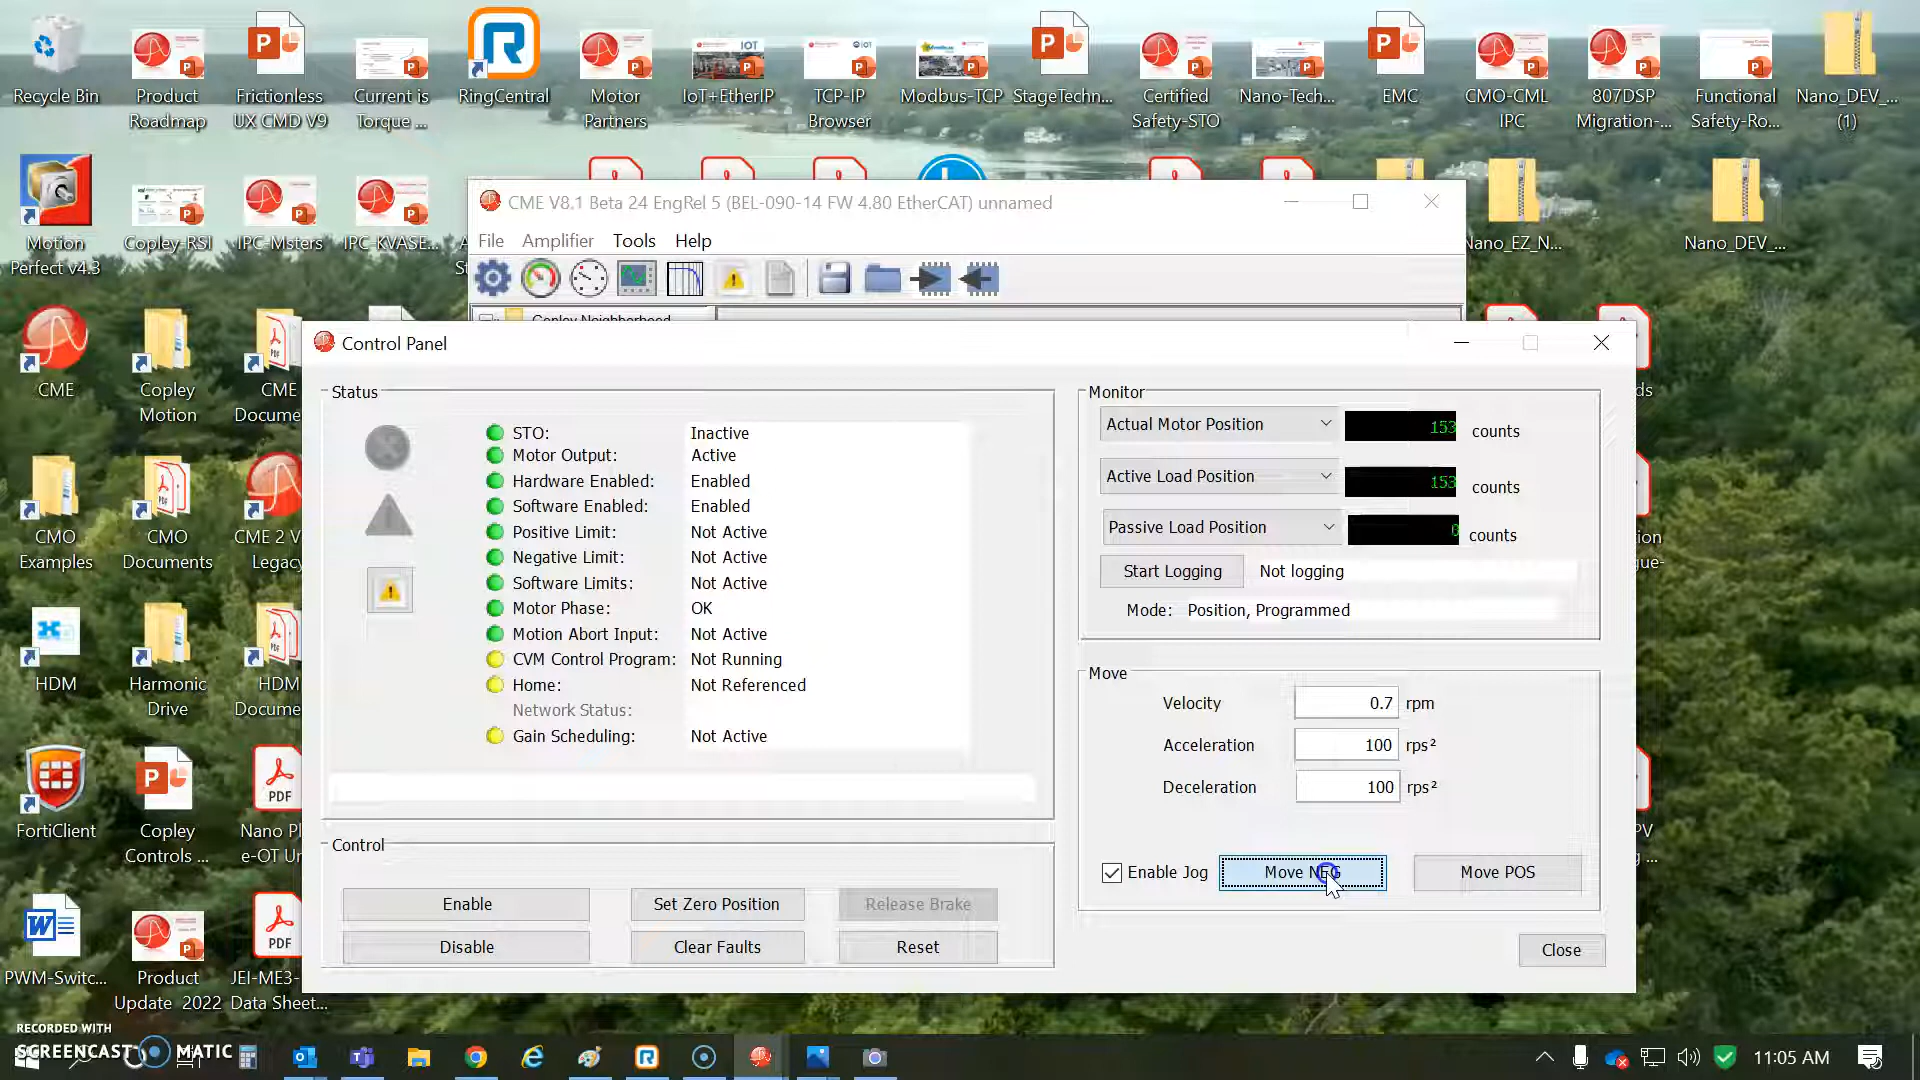 Recycle Bin
Product
Roadmap
Frictionless
UX CMD V9
Current is
Torque ...
RingCentral
Motor
Partners
IoT+EtherIP
TCP-IP
Browser
Modbus-TCP
StageTechn...
Certified
Safety-STO
Nano-Tech...
EMC
CMO-CML
IPC
807DSP
Migration-...
Functional
Safety-Ro...
Nano_DEV_...
(1)
Motion
Perfect v4.3
Copley-RSI
IPC-Msters
IPC-KVASE...
Nano_EZ_N...
Nano_DEV_...
CME V8.1 Beta 24 EngRel 5 (BEL-090-14 FW 4.80 EtherCAT) unnamed
File Amplifier Tools Help
Copley Neighborhood
CME
Copley
Motion
CME
Docume
CMO
Examples
CMO
Documents
CME 2 V
Legacy
HDM
Harmonic
Drive
HDM
Docume
FortiClient
Copley
Controls ...
Nano Pl
e-OT Un
PWM-Switc...
Product
Update_2022
JEI-ME3-
Data Sheet...
Control Panel
Status
STO: Inactive
Motor Output: Active
Hardware Enabled: Enabled
Software Enabled: Enabled
Positive Limit: Not Active
Negative Limit: Not Active
Software Limits: Not Active
Motor Phase: OK
Motion Abort Input: Not Active
CVM Control Program: Not Running
Home: Not Referenced
Network Status:
Gain Scheduling: Not Active
Control
Enable
Set Zero Position
Release Brake
Disable
Clear Faults
Reset
Monitor
Actual Motor Position 153 counts
Active Load Position 153 counts
Passive Load Position 0 counts
Start Logging Not logging
Mode: Position, Programmed
Move
Velocity 0.7 rpm
Acceleration 100 rps²
Deceleration 100 rps²
Enable Jog
Move NEG
Move POS
Close
RECORDED WITH
SCREENCAST MATIC
11:05 AM